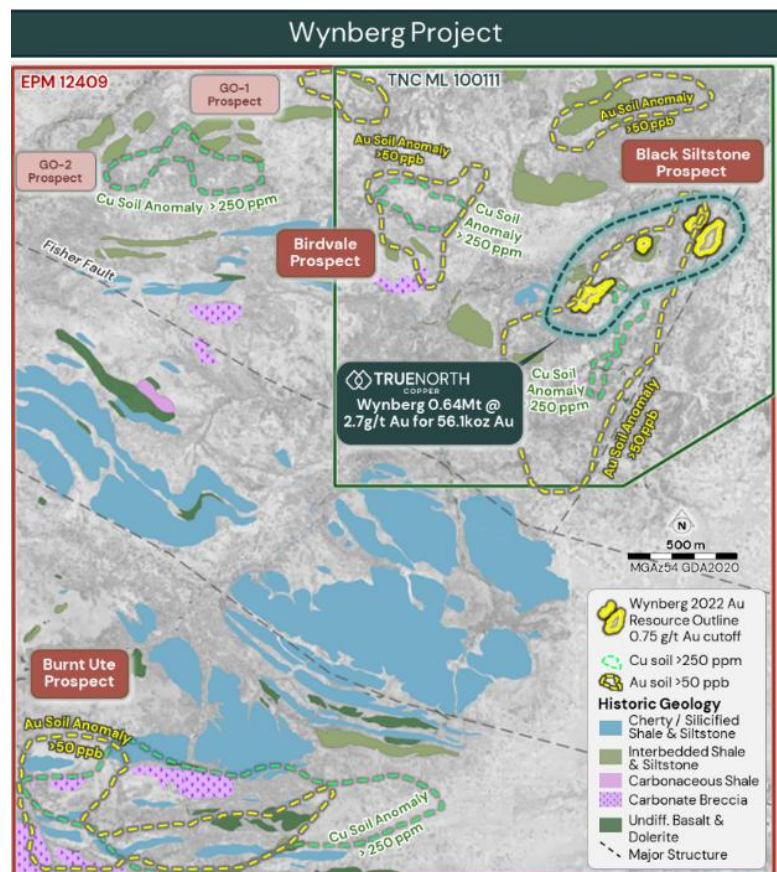 Wynberg Project
EPM 12409
TNC ML 100111
GO-1
Prospect
GO-2
Prospect
Cu Soil Anomaly >250 ppm
Au Soil Anomaly
>50 ppb
Au Soil Anomaly
>50 ppb
Black Siltstone
Prospect
Cu Soil
Anomaly
>250 ppm
Birdvale
Prospect
Fisher Fault
TRUENORTH
COPPER
Wynberg 0.64Mt @
2.7g/t Au for 56.1koz Au
Cu Soil
Anomaly
250 ppm
Au Soil Anomaly
>50 ppb
N
500 m
MGAz54 GDA2020
Burnt Ute
Prospect
Au Soil Anomaly
>50 ppb
Cu Soil Anomaly
>250 ppm
Wynberg 2022 Au
Resource Outline
0.75 g/t Au cutoff
Cu soil >250 ppm
Au soil >50 ppb
Historic Geology
Cherty / Silicified
Shale & Siltstone
Interbedded Shale
& Siltstone
Carbonaceous Shale
Carbonate Breccia
Undiff. Basalt &
Dolerite
Major Structure